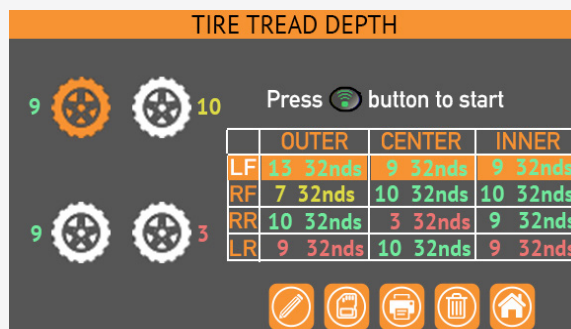 TIRE TREAD DEPTH
9 10
Press button to start
OUTER CENTER INNER
LF 13 32nds 9 32nds 9 32nds
RF 7 32nds 10 32nds 10 32nds
RR 10 32nds 3 32nds 9 32nds
LR 9 32nds 10 32nds 9 32nds
9 3